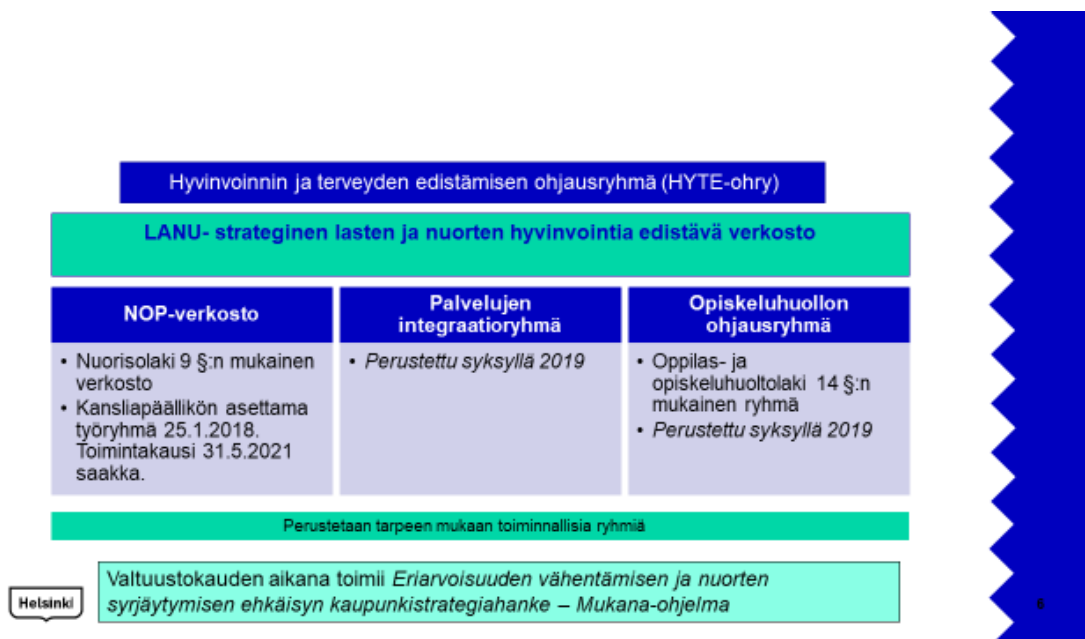 Hyvinvoinnin ja terveyden edistämisen ohjausryhmä (HYTE-ohry)
LANU- strateginen lasten ja nuorten hyvinvointia edistävä verkosto
NOP-verkosto
• Nuorisolaki 9 §:n mukainen
verkosto
• Kansliapäällikön asettama
työryhmä 25.1.2018.
Toimintakausi 31.5.2021
saakka.
Palvelujen
integraatioryhmä
• Perustettu syksyllä 2019
Opiskeluhuollon
ohjausryhmä
• Oppilas- ja
opiskeluhuoltolaki 14 §:n
mukainen ryhmä
• Perustettu syksyllä 2019
Perustetaan tarpeen mukaan toiminnallisia ryhmiä
Valtuustokauden aikana toimii Eriarvoisuuden vähentämisen ja nuorten
syrjäytymisen ehkäisyn kaupunkistrategiahanke – Mukana-ohjelma
Helsinki
6